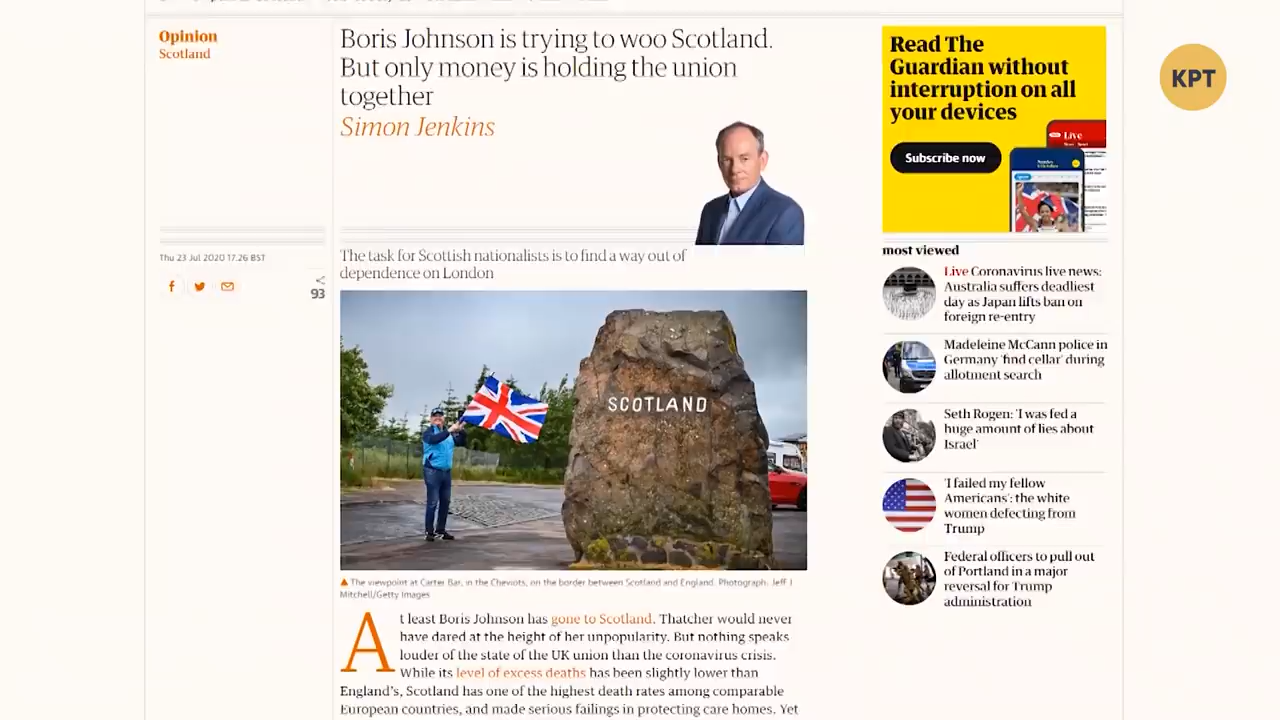 Opinion
Scotland
Boris Johnson is trying to woo Scotland.
But only money is holding the union
together
Simon Jenkins
Thu 23 Jul 2020 17.26 BST
93
The task for Scottish nationalists is to find a way out of
dependence on London
SCOTLAND
The viewpoint at Carter Bar, in the Cheviots, on the border between Scotland and England. Photograph: Jeff J
Mitchell/Getty Images
At least Boris Johnson has gone to Scotland. Thatcher would never
have dared at the height of her unpopularity. But nothing speaks
louder of the state of the UK union than the coronavirus crisis.
While its level of excess deaths has been slightly lower than
England's, Scotland has one of the highest death rates among comparable
European countries, and made serious failings in protecting care homes. Yet
Read The
Guardian without
interruption on all
your devices
Subscribe now
Live
most viewed
Live Coronavirus live news:
Australia suffers deadliest
day as Japan lifts ban on
foreign re-entry
Madeleine McCann police in
Germany 'find cellar' during
allotment search
Seth Rogen: 'I was fed a
huge amount of lies about
Israel'
'I failed my fellow
Americans': the white
women defecting from
Trump
Federal officers to pull out
of Portland in a major
reversal for Trump
administration
KPT